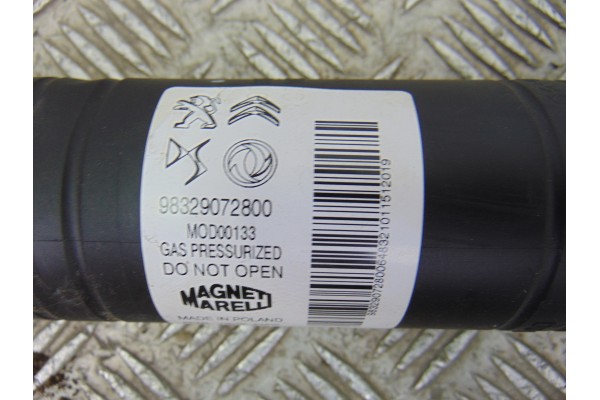 98329072800
MOD00133
GAS PRESSURIZED
DO NOT OPEN
MAGNETI
MARELLI
MADE IN POLAND